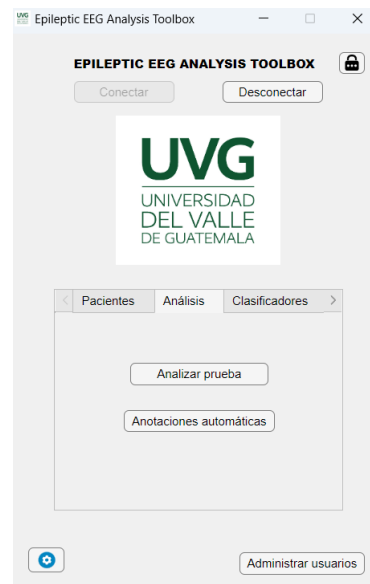 UVG Epileptic EEG Analysis Toolbox
EPILEPTIC EEG ANALYSIS TOOLBOX
Conectar Desconectar
UVG
UNIVERSIDAD
DEL VALLE
DE GUATEMALA
Pacientes Análisis Clasificadores
Analizar prueba
Anotaciones automáticas
Administrar usuarios